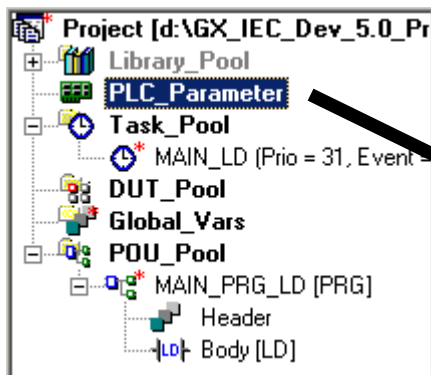 Project [d:\GX_IEC_Dev_5.0_Pr
Library_Pool
PLC_Parameter
Task_Pool
MAIN_LD (Prio = 31, Event =
DUT_Pool
Global_Vars
POU_Pool
MAIN_PRG_LD [PRG]
Header
LD Body [LD]